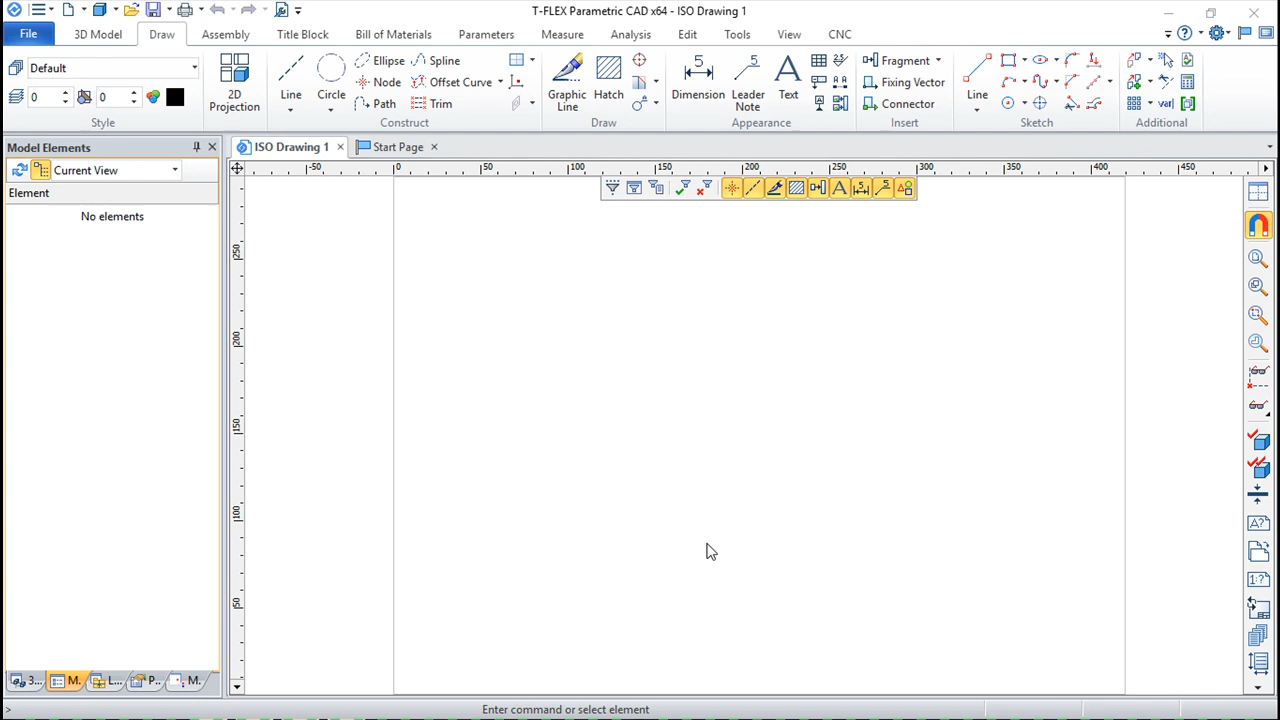 T-FLEX Parametric CAD x64 - ISO Drawing 1
File 3D Model Draw Assembly Title Block Bill of Materials Parameters Measure Analysis Edit Tools View CNC
Default
0 0
Style
2D Projection
Line Circle
Ellipse Spline
Node Offset Curve
Path Trim
Construct
Graphic Line Hatch
Draw
Dimension Leader Note Text
Appearance
Fragment
Fixing Vector
Connector
Insert
Line
Sketch
Additional
Model Elements
ISO Drawing 1 Start Page
Current View
Element
No elements
-50 0 50 100 150 200 250 300 350 400 450
250
200
150
100
50
3... M. L... P.. M.
> Enter command or select element